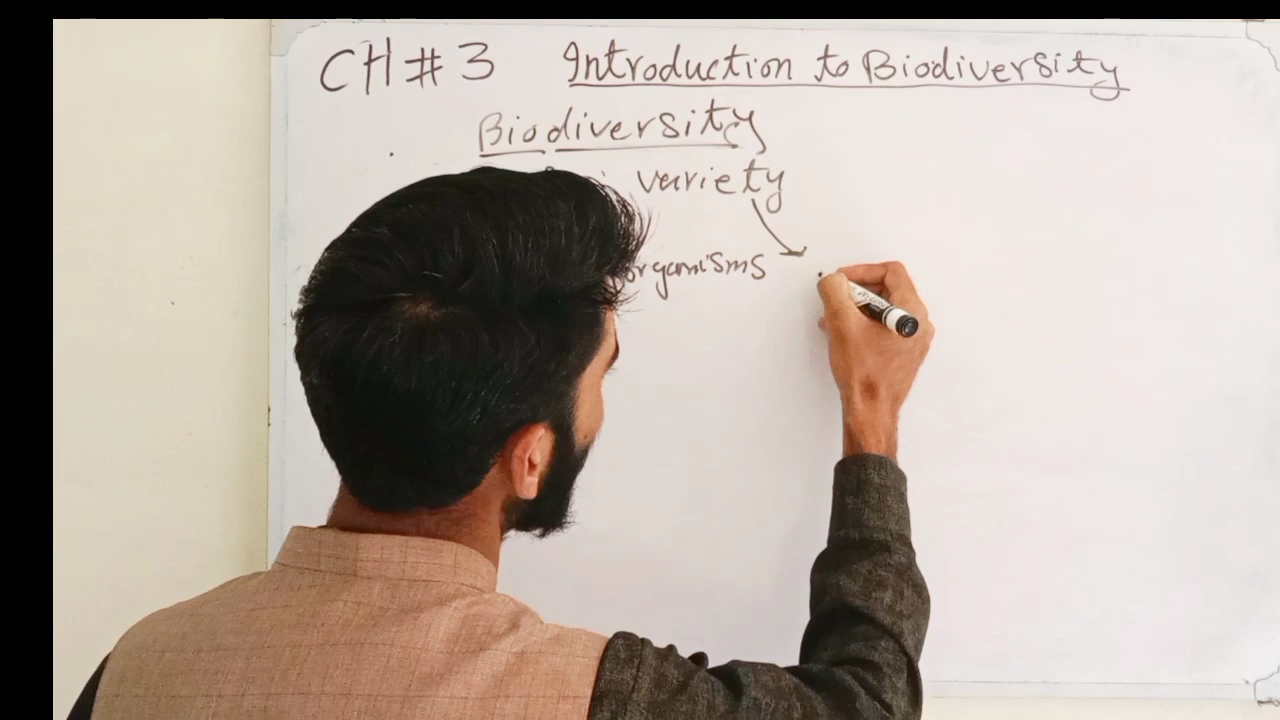 CH # 3 Introduction to Biodiversity
Biodiversity
variety
organisms